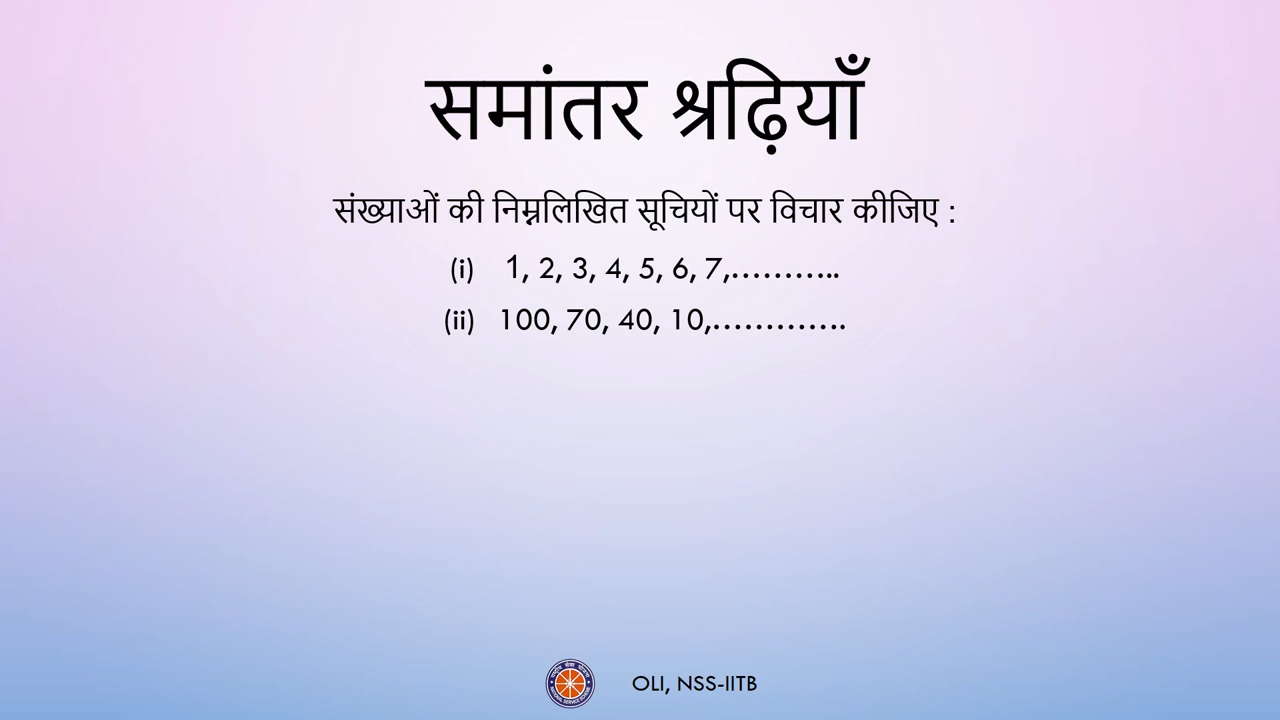 समांतर श्रढ़ियाँ
संख्याओं की निम्नलिखित सूचियों पर विचार कीजिए :
(i) 1, 2, 3, 4, 5, 6, 7,………..
(ii) 100, 70, 40, 10,………….
OLI, NSS-IITB